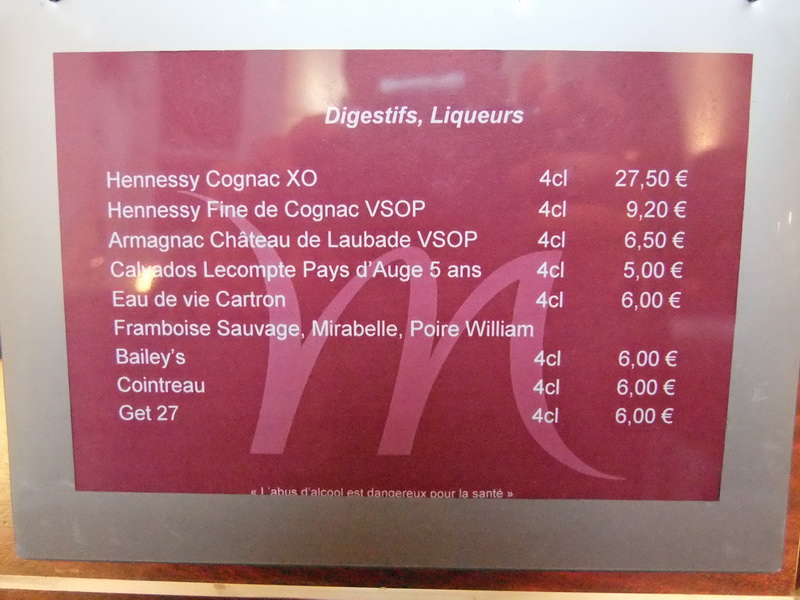 Digestifs, Liqueurs
Hennessy Cognac XO 4cl 27,50 €
Hennessy Fine de Cognac VSOP 4cl 9,20 €
Armagnac Château de Laubade VSOP 4cl 6,50 €
Calvados Lecompte Pays d'Auge 5 ans 4cl 5,00 €
Eau de vie Cartron 4cl 6,00 €
Framboise Sauvage, Mirabelle, Poire William
Bailey's 4cl 6,00 €
Cointreau 4cl 6,00 €
Get 27 4cl 6,00 €
« L'abus d'alcool est dangereux pour la santé »